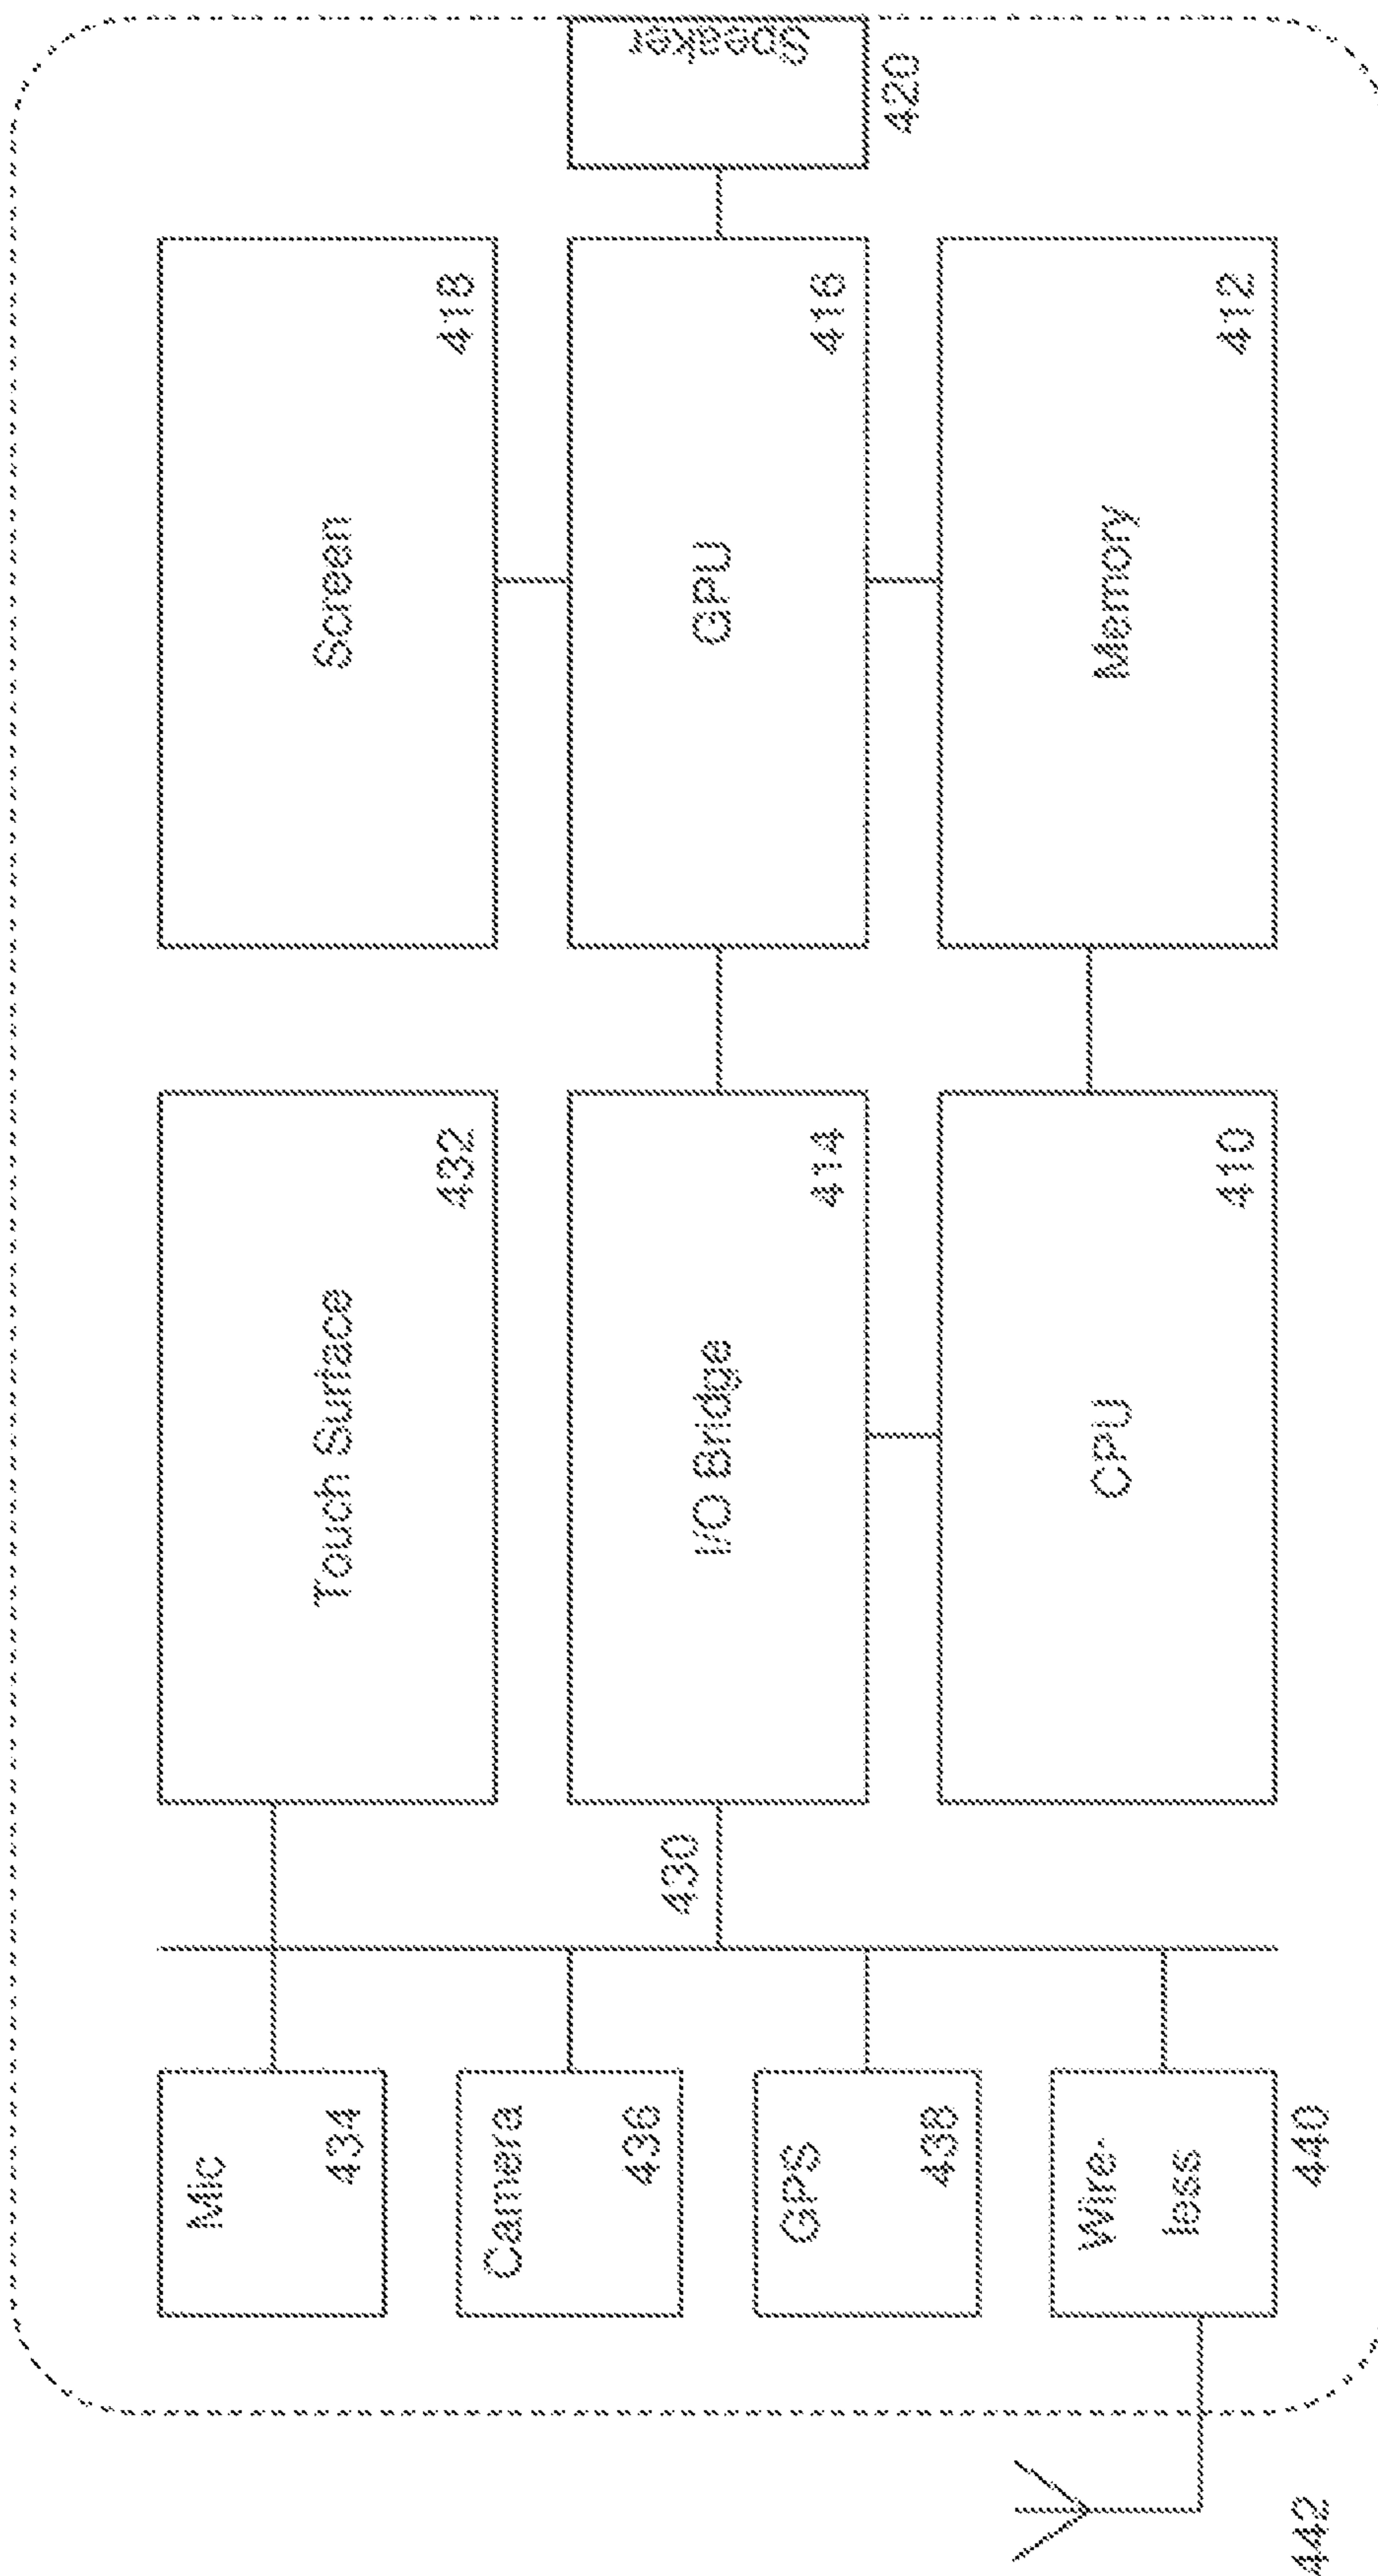 Mic
434
Touch Surface
432
Screen
418
Camera
436
430
I/O Bridge
414
GPU
416
Speaker
420
GPS
438
Wire-
less
440
CPU
410
Memory
412
442